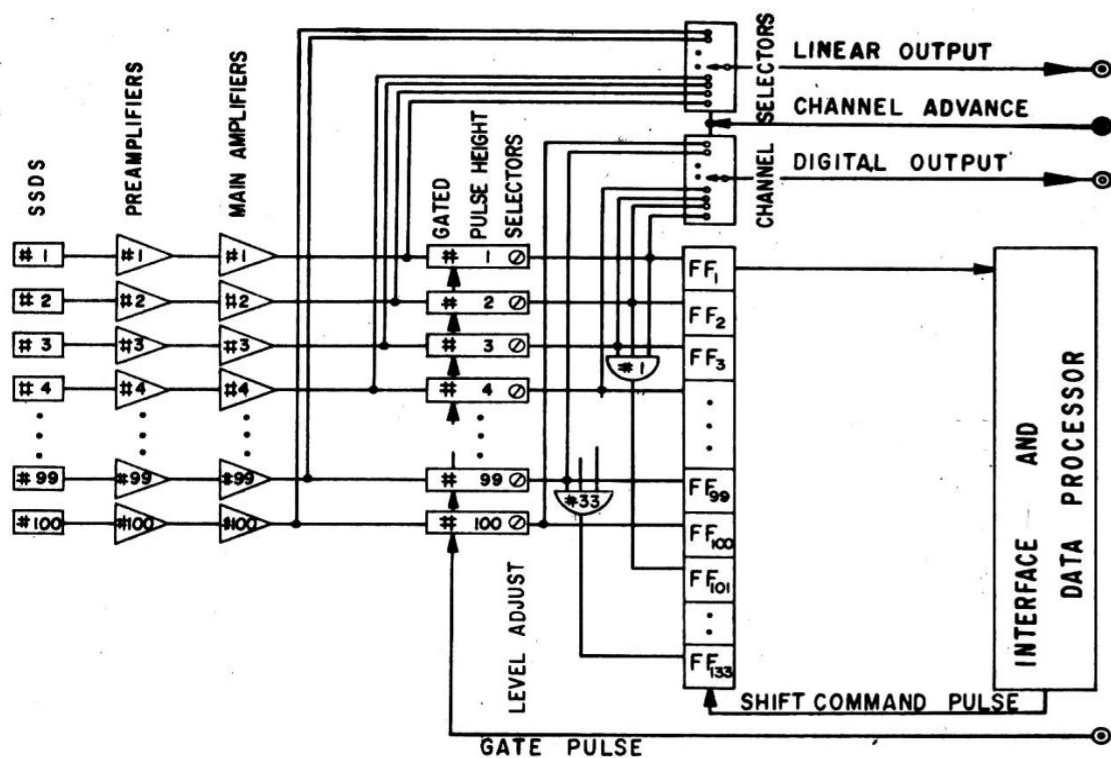 LINEAR OUTPUT
CHANNEL ADVANCE
DIGITAL OUTPUT
CHANNEL SELECTORS
SSDS
PREAMPLIFIERS
MAIN AMPLIFIERS
GATED
PULSE HEIGHT
SELECTORS
#1 #1 #1 # 1 FF1
#2 #2 #2 # 2 FF2
#3 #3 #3 # 3 FF3
#1
#4 #4 #4 # 4
#99 #99 #99 # 99 FF99
#33
#100 #100 #100 # 100 FF100
FF101
FF133
LEVEL ADJUST
INTERFACE AND
DATA PROCESSOR
SHIFT COMMAND PULSE
GATE PULSE